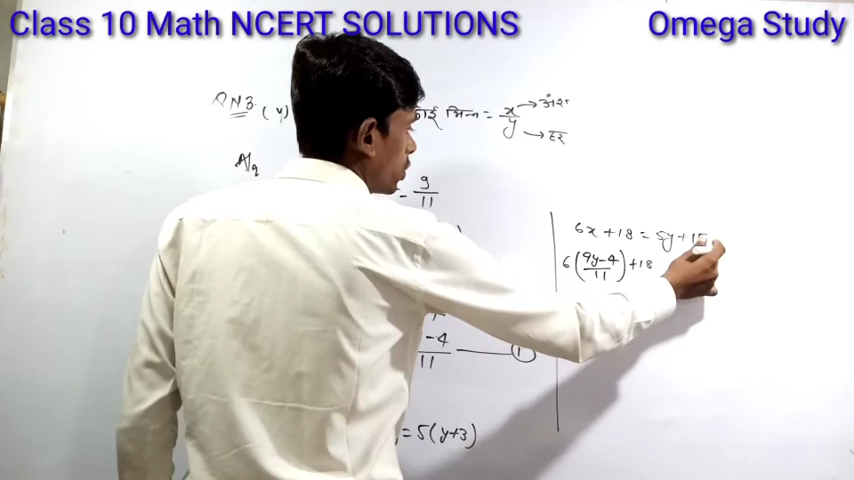 Class 10 Math NCERT SOLUTIONS
Omega Study
QN3. (y) भिन्न = x/y → अंश
→ हर
A/q
= 9/11
6x + 18 = 5y + 15
6(9y-4/11) + 18
-4/11 ——— ①
= 5(y+3)